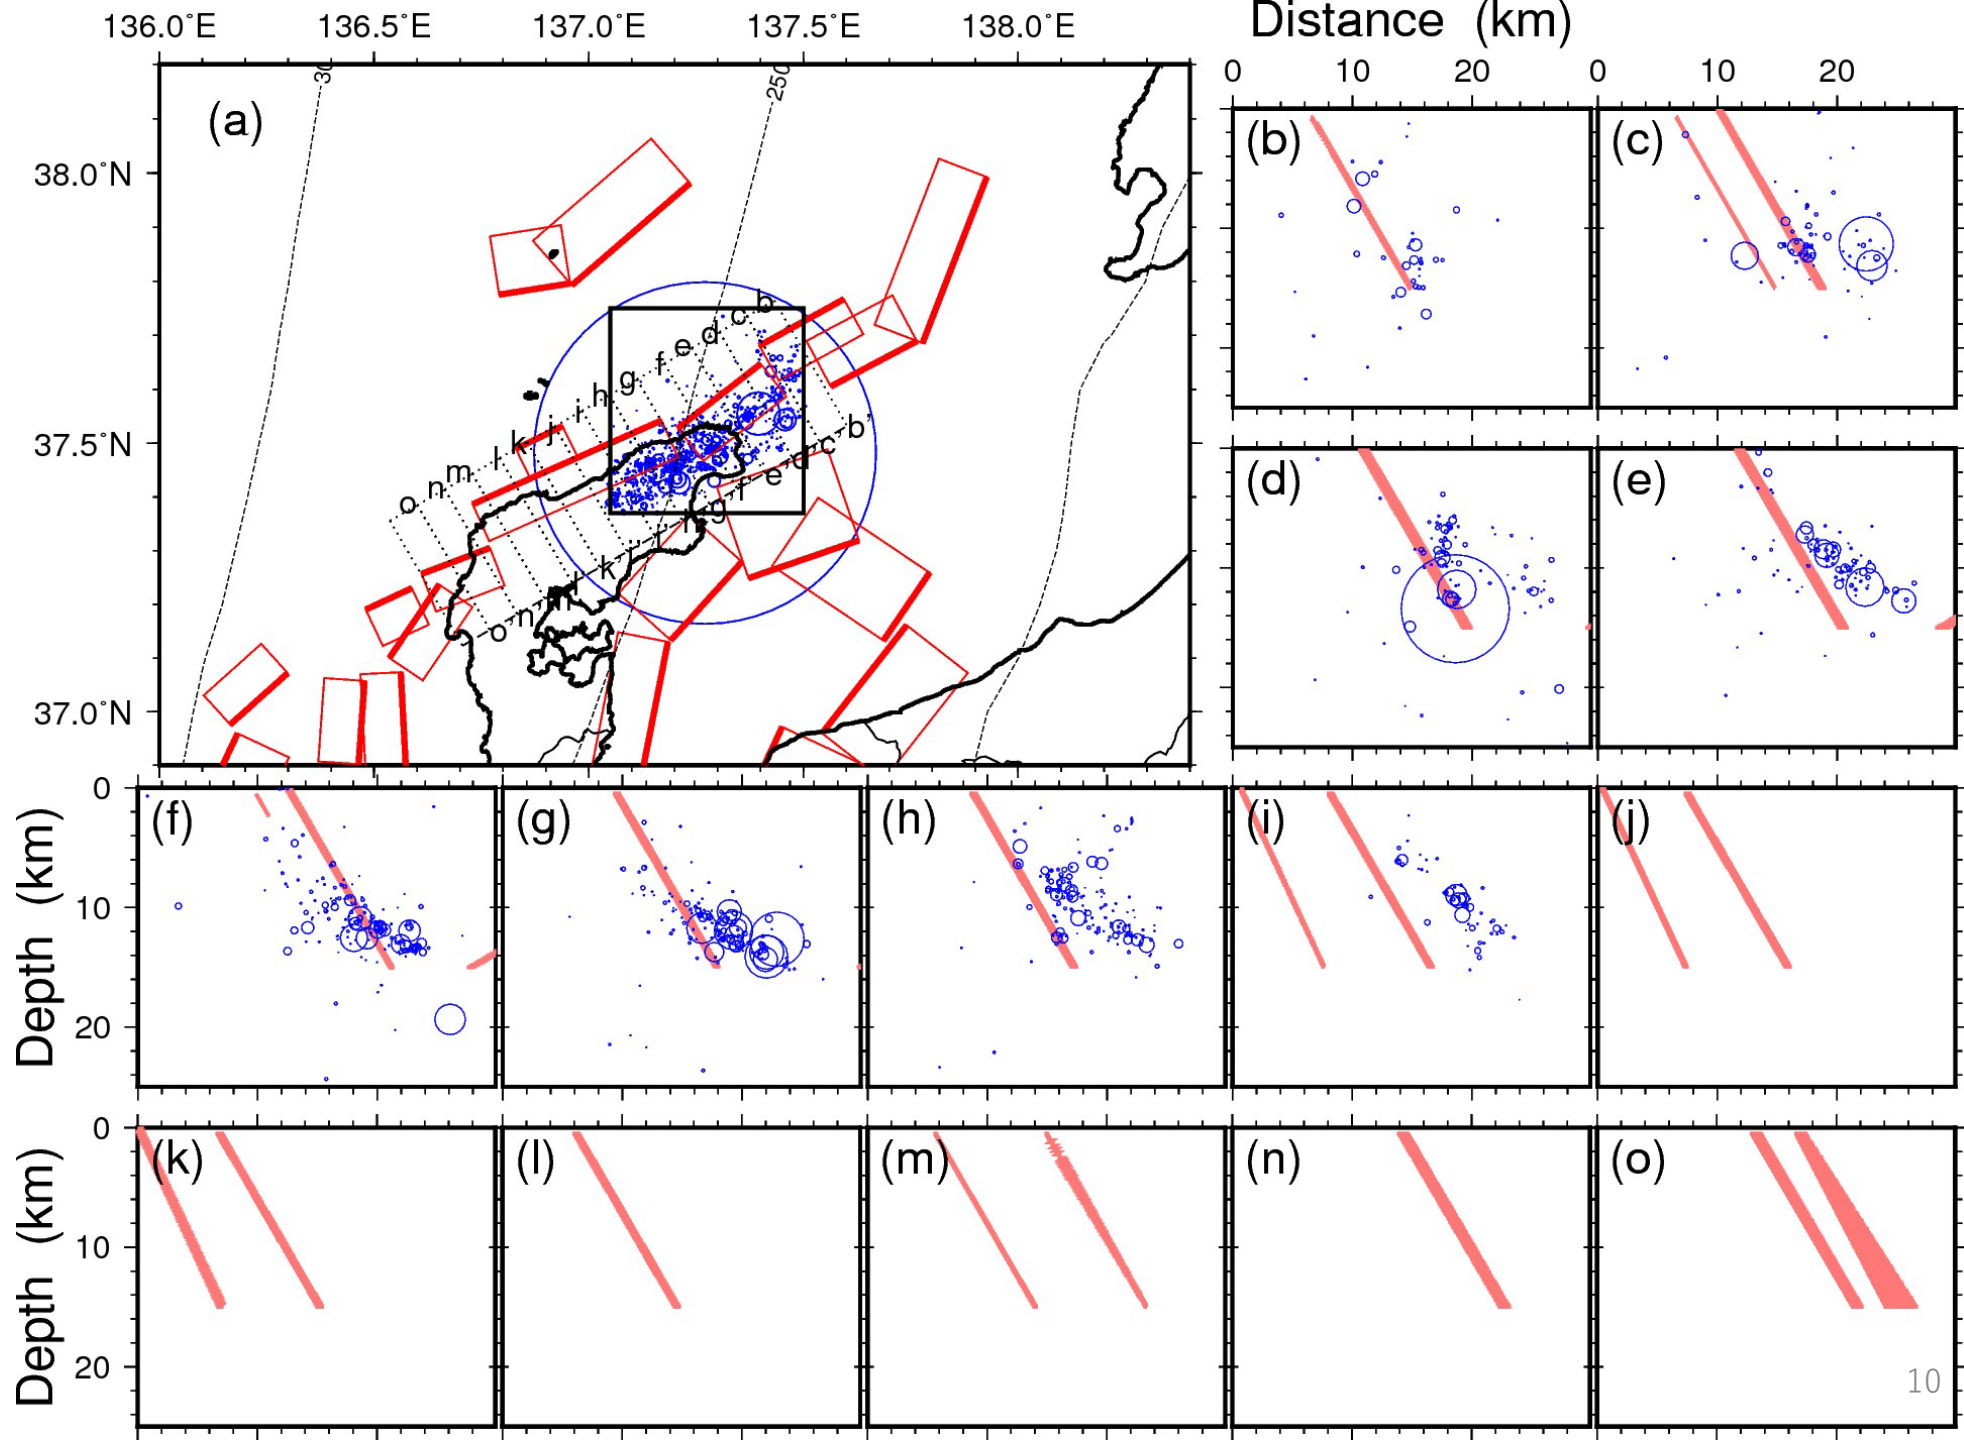 136.0°E 136.5°E 137.0°E 137.5°E 138.0°E
Distance (km)
0 10 20 0 10 20
30
250
(a)
(b)
(c)
38.0°N
37.5°N
37.0°N
b
c
d
e
f
g
h
i
j
k
l
m
n
o
b'
c
d
e
f
g
h
k
n'
o'
(d)
(e)
Depth (km)
0
10
20
(f)
(g)
(h)
(i)
(j)
Depth (km)
0
10
20
(k)
(l)
(m)
(n)
(o)
10